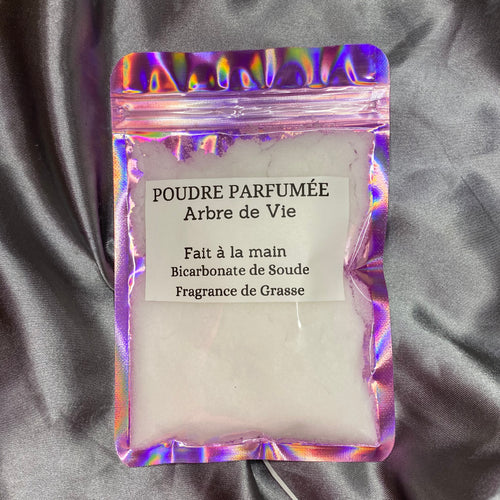 POUDRE PARFUMÉE
Arbre de Vie
Fait à la main
Bicarbonate de Soude
Fragrance de Grasse